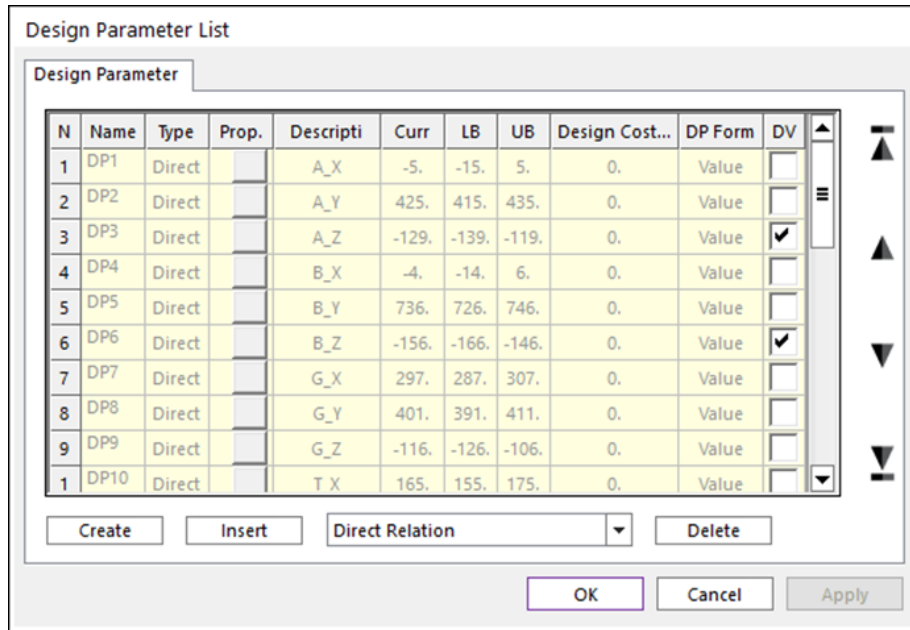 Design Parameter List
Design Parameter
N Name Type Prop. Descripti Curr LB UB Design Cost... DP Form DV
1 DP1 Direct A_X -5. -15. 5. 0. Value
2 DP2 Direct A_Y 425. 415. 435. 0. Value
3 DP3 Direct A_Z -129. -139. -119. 0. Value
4 DP4 Direct B_X -4. -14. 6. 0. Value
5 DP5 Direct B_Y 736. 726. 746. 0. Value
6 DP6 Direct B_Z -156. -166. -146. 0. Value
7 DP7 Direct G_X 297. 287. 307. 0. Value
8 DP8 Direct G_Y 401. 391. 411. 0. Value
9 DP9 Direct G_Z -116. -126. -106. 0. Value
1 DP10 Direct T_X 165. 155. 175. 0. Value
Create Insert Direct Relation Delete
OK Cancel Apply